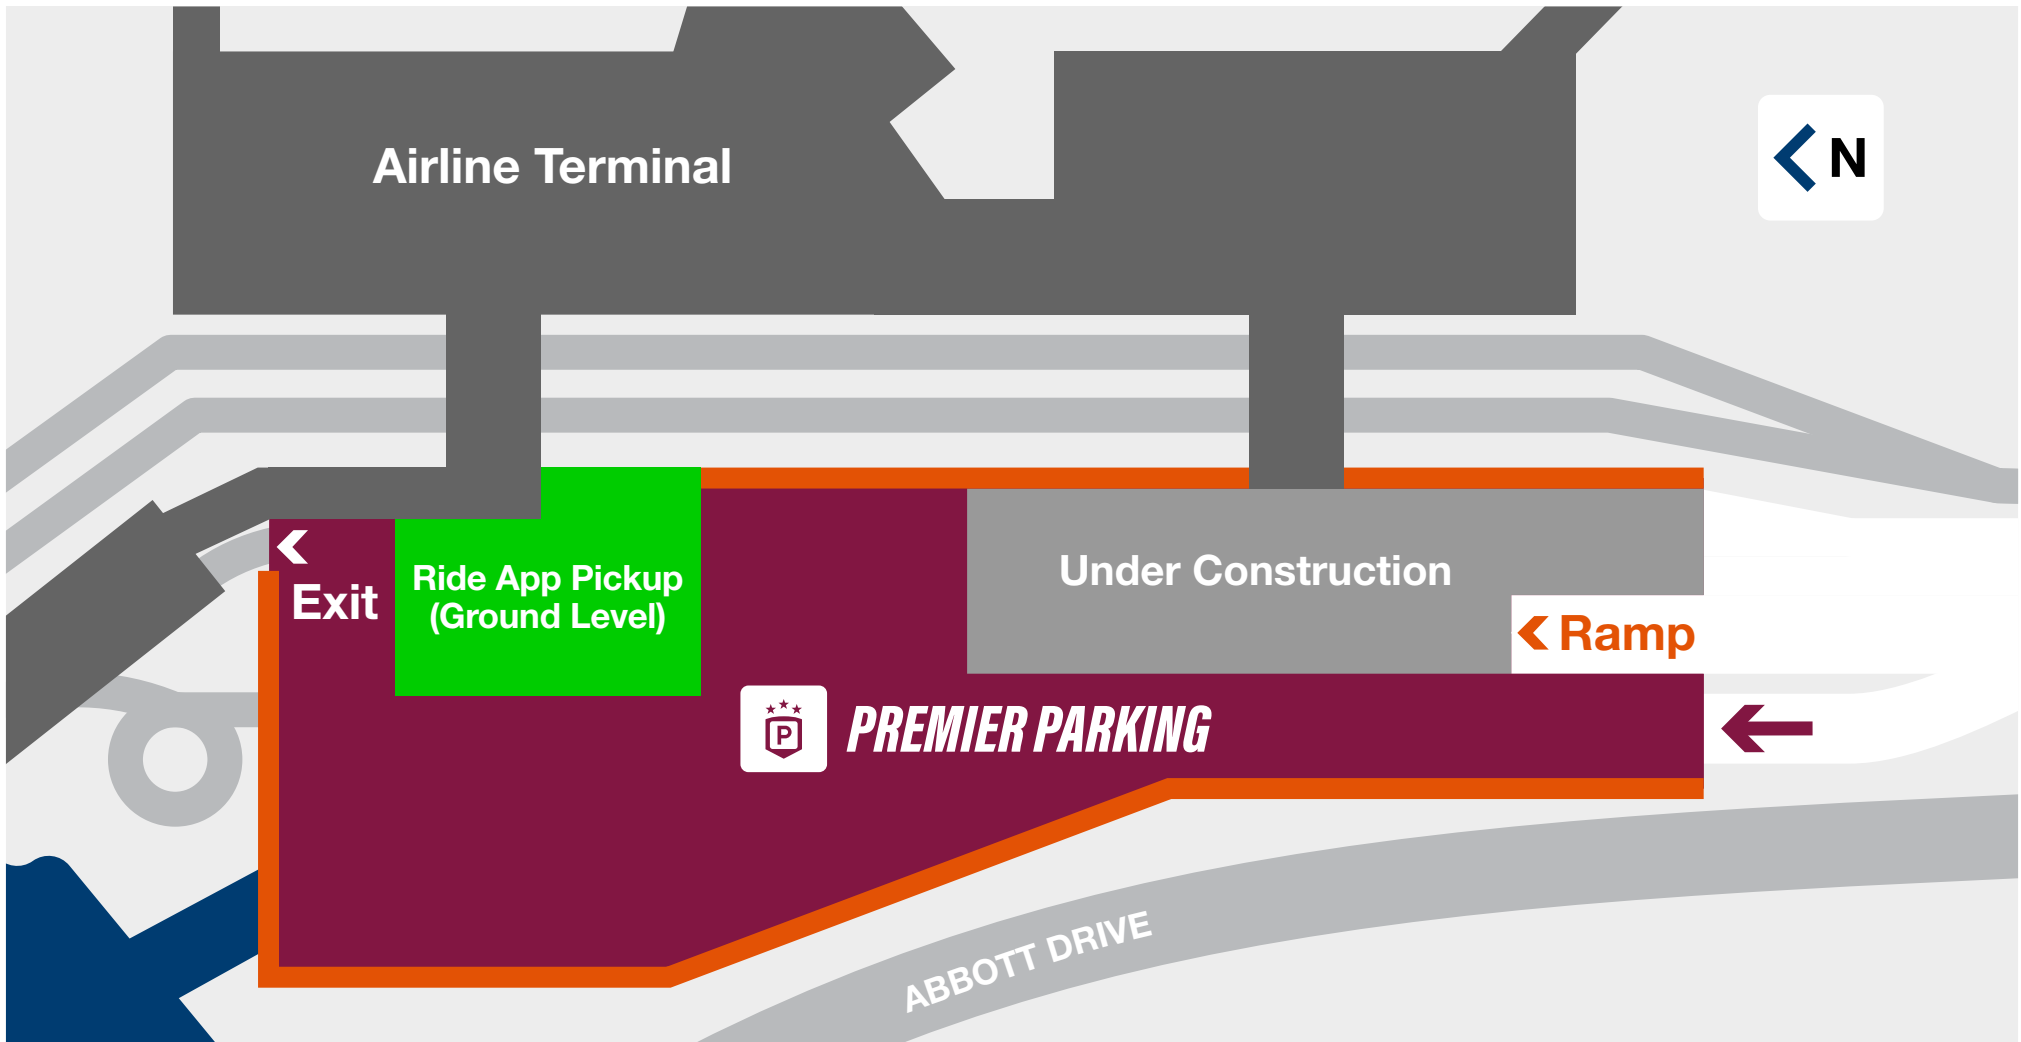 Airline Terminal
N
Exit
Ride App Pickup
(Ground Level)
Under Construction
Ramp
P
PREMIER PARKING
ABBOTT DRIVE